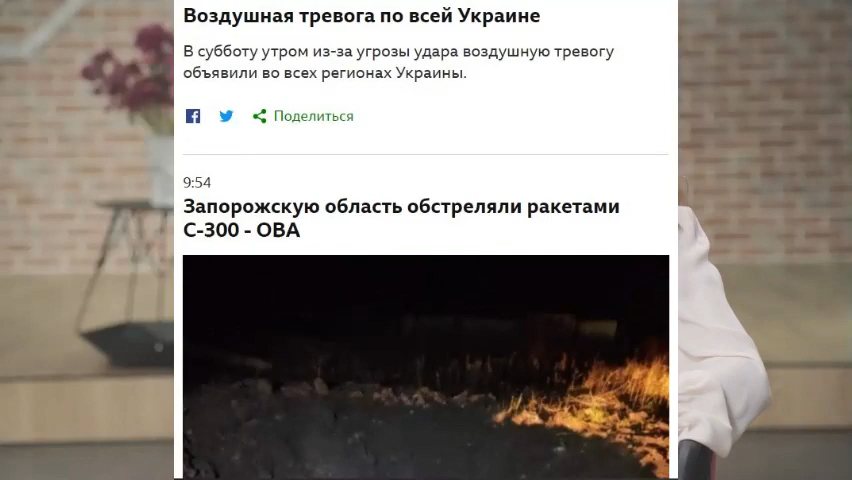 Воздушная тревога по всей Украине
В субботу утром из-за угрозы удара воздушную тревогу
объявили во всех регионах Украины.
Поделиться
9:54
Запорожскую область обстреляли ракетами
С-300 - ОВА